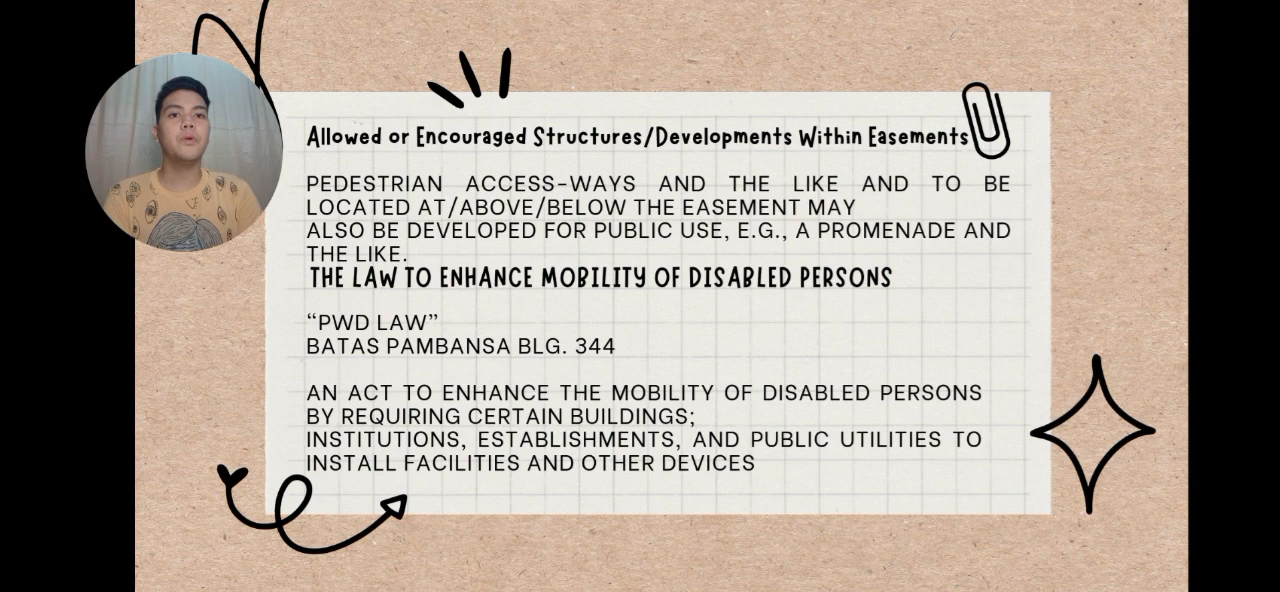 Allowed or Encouraged Structures/Developments Within Easements
PEDESTRIAN ACCESS-WAYS AND THE LIKE AND TO BE
LOCATED AT/ABOVE/BELOW THE EASEMENT MAY
ALSO BE DEVELOPED FOR PUBLIC USE, E.G., A PROMENADE AND
THE LIKE.
THE LAW TO ENHANCE MOBILITY OF DISABLED PERSONS
“PWD LAW”
BATAS PAMBANSA BLG. 344
AN ACT TO ENHANCE THE MOBILITY OF DISABLED PERSONS
BY REQUIRING CERTAIN BUILDINGS;
INSTITUTIONS, ESTABLISHMENTS, AND PUBLIC UTILITIES TO
INSTALL FACILITIES AND OTHER DEVICES